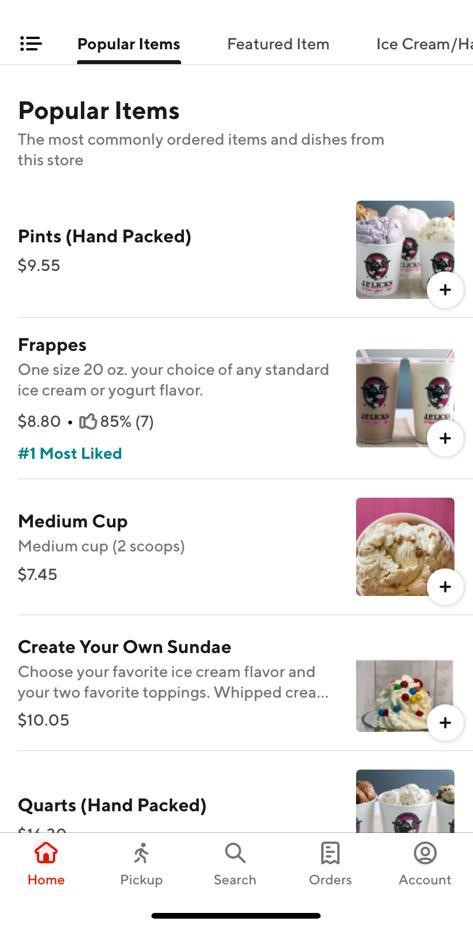 Popular Items Featured Item Ice Cream/Ha
Popular Items
The most commonly ordered items and dishes from
this store
Pints (Hand Packed)
$9.55
J.P. LICKS
Frappes
One size 20 oz. your choice of any standard
ice cream or yogurt flavor.
$8.80 • 85% (7)
#1 Most Liked
J.P. LICKS J.P. LICKS
Medium Cup
Medium cup (2 scoops)
$7.45
Create Your Own Sundae
Choose your favorite ice cream flavor and
your two favorite toppings. Whipped crea...
$10.05
Quarts (Hand Packed)
Home Pickup Search Orders Account